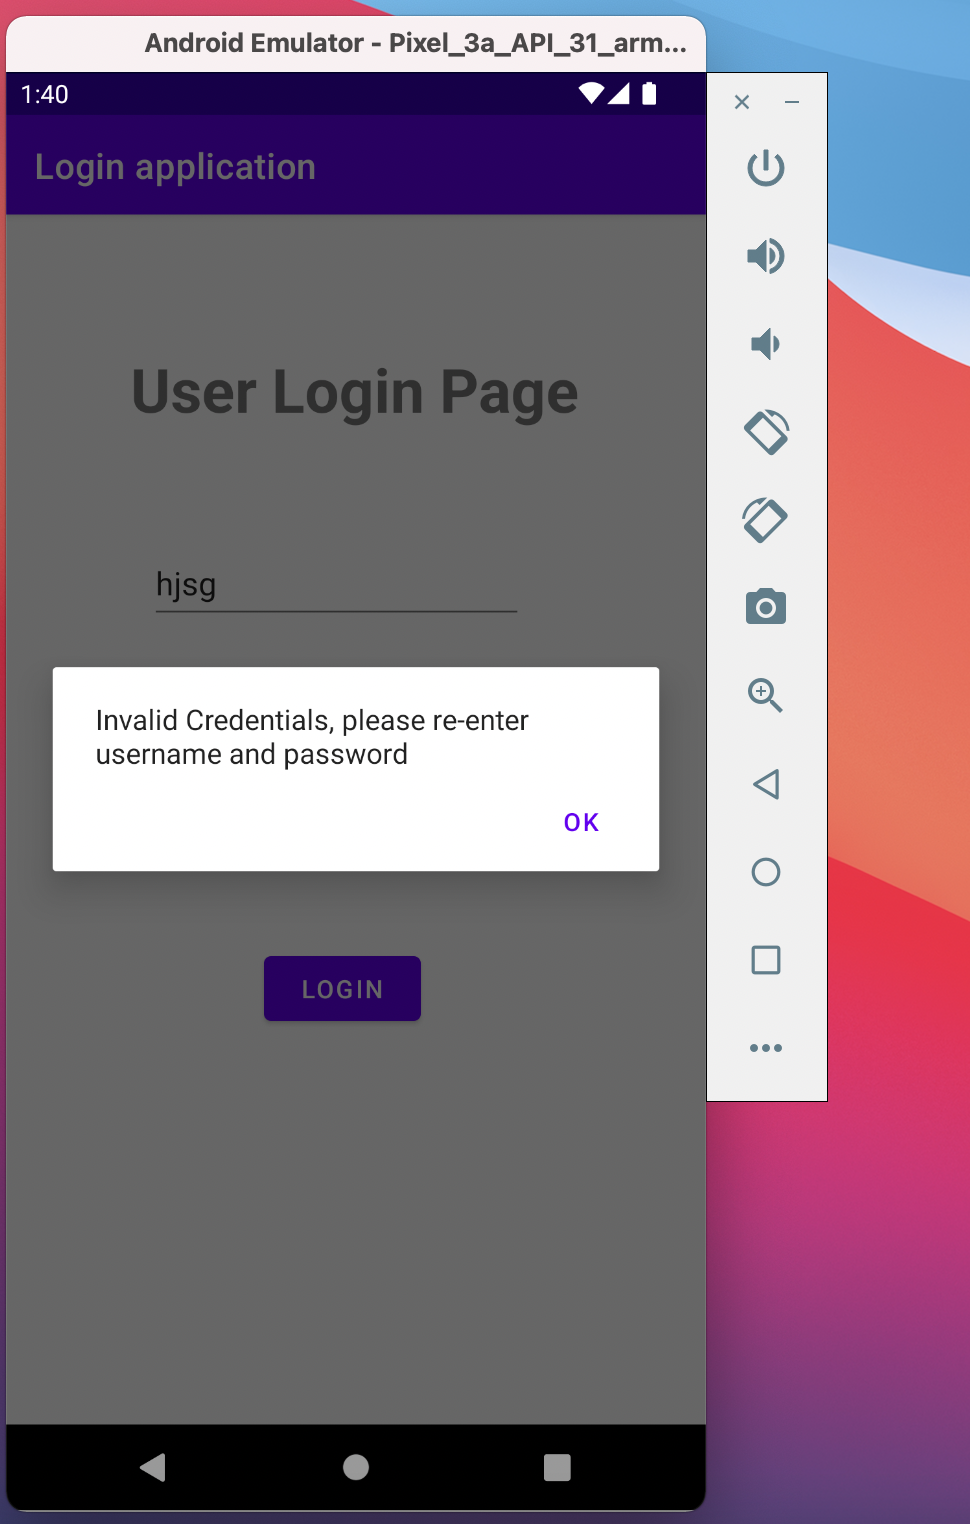 Android Emulator - Pixel_3a_API_31_arm...
1:40
Login application
User Login Page
hjsg
Invalid Credentials, please re-enter
username and password
OK
LOGIN